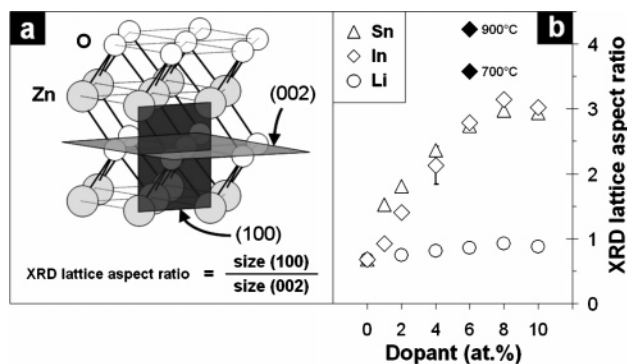 a
O
Zn
(002)
(100)
XRD lattice aspect ratio = size (100)
size (002)
b
Sn
In
Li
900°C
700°C
4
3
2
1
0
XRD lattice aspect ratio
0 2 4 6 8 10
Dopant (at.%)